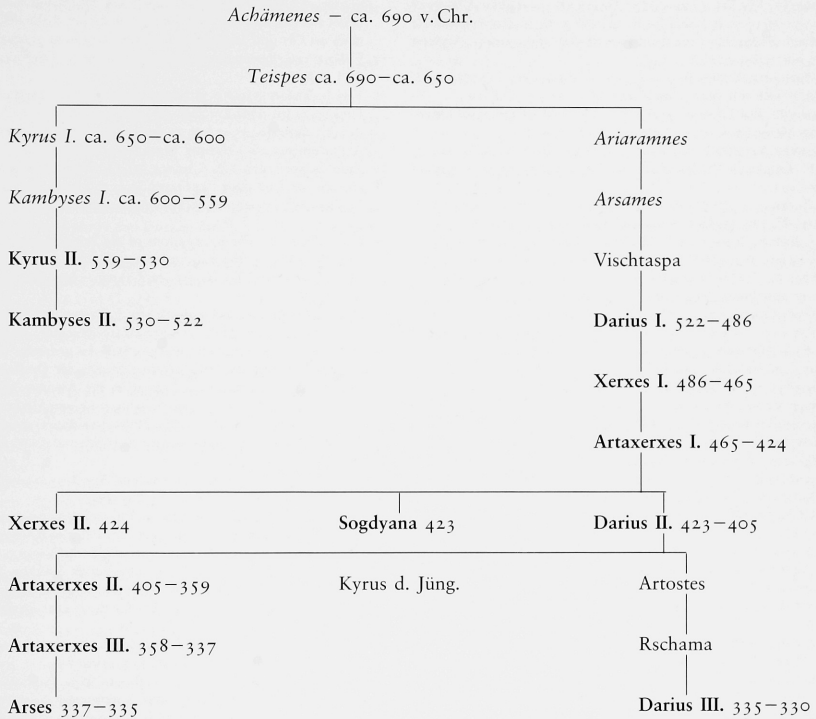 Achämenes – ca. 690 v. Chr.
Teispes ca. 690–ca. 650
Kyrus I. ca. 650–ca. 600 Ariaramnes
Kambyses I. ca. 600–559 Arsames
Kyrus II. 559–530 Vischtaspa
Kambyses II. 530–522 Darius I. 522–486
Xerxes I. 486–465
Artaxerxes I. 465–424
Xerxes II. 424 Sogdyana 423 Darius II. 423–405
Artaxerxes II. 405–359 Kyrus d. Jüng. Artostes
Artaxerxes III. 358–337 Rschama
Arses 337–335 Darius III. 335–330